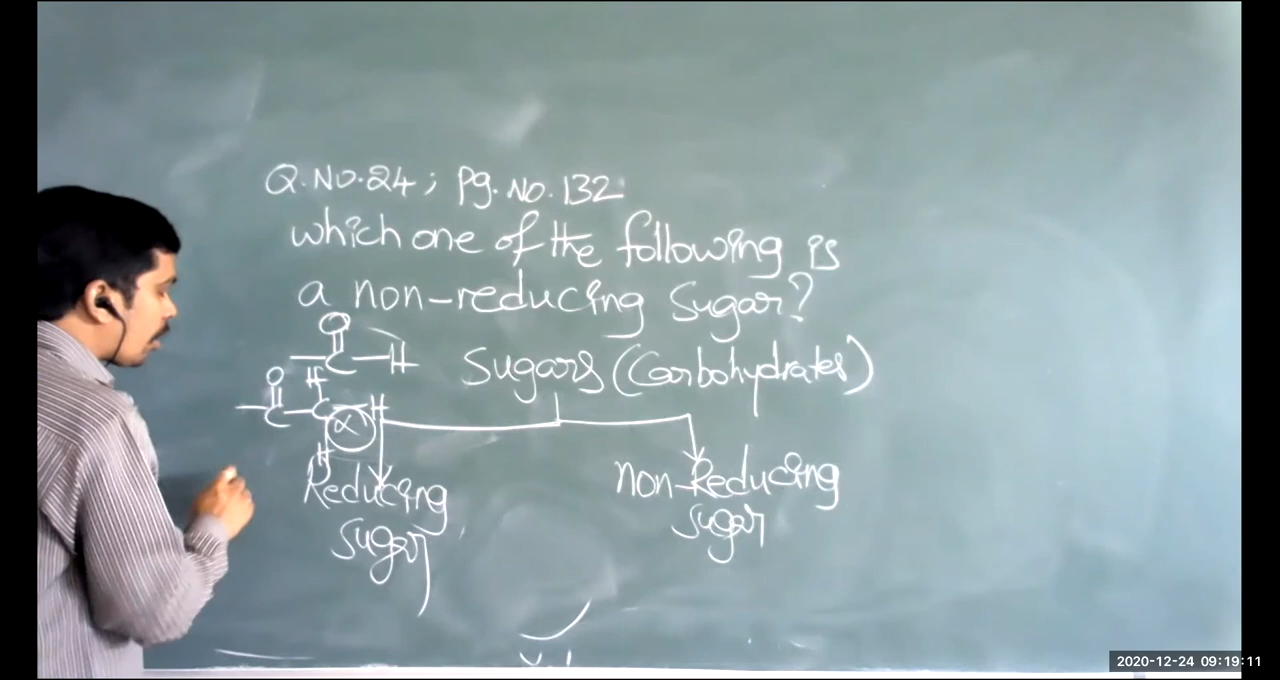 Q.No.24; Pg.No.132
which one of the following is
a non-reducing sugar?
O
—C—H
Sugars (Carbohydrates)
O H
—C—C—H
α
H
Reducing
sugar
non-Reducing
sugar
2020-12-24 09:19:11